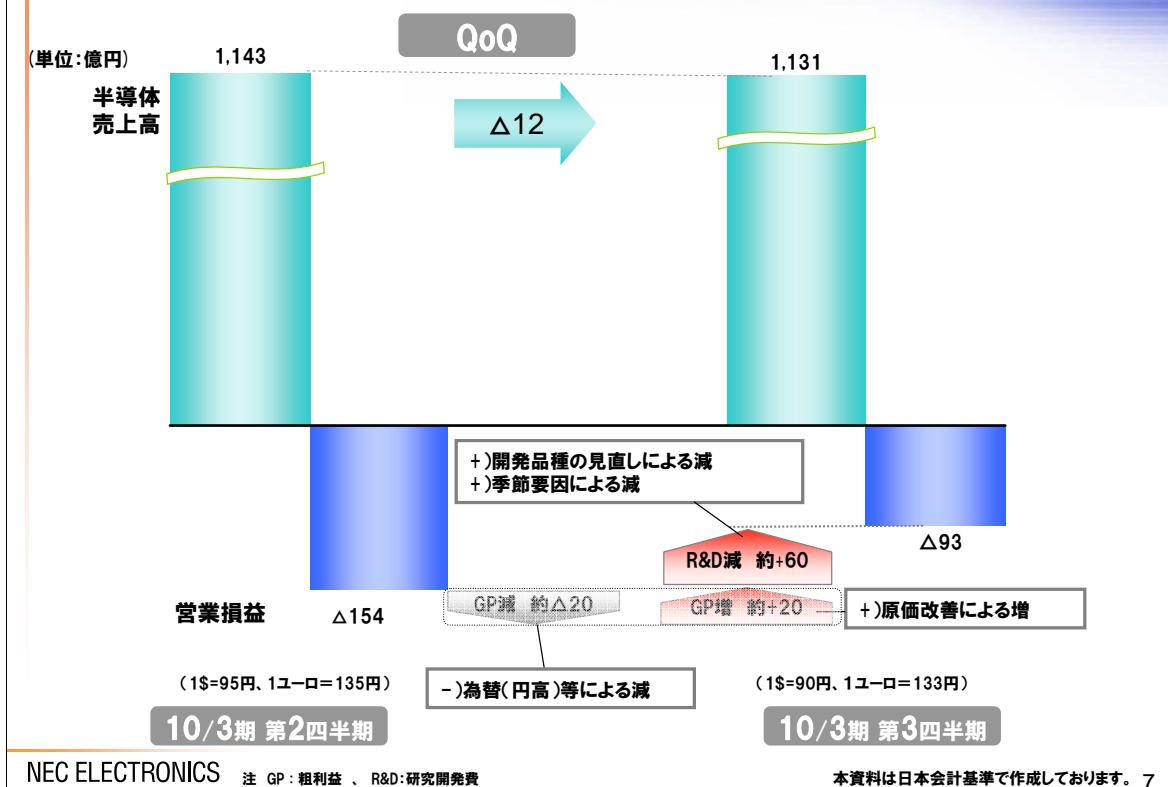 QoQ
(単位:億円)
1,143
1,131
半導体
売上高
△12
+)開発品種の見直しによる減
+)季節要因による減
△93
R&D減 約+60
GP減 約△20
GP増 約+20
+)原価改善による増
営業損益
△154
-)為替(円高)等による減
(1$=95円、1ユーロ=135円)
(1$=90円、1ユーロ=133円)
10/3期 第2四半期
10/3期 第3四半期
NEC ELECTRONICS
注 GP:粗利益 、 R&D:研究開発費
本資料は日本会計基準で作成しております。 7